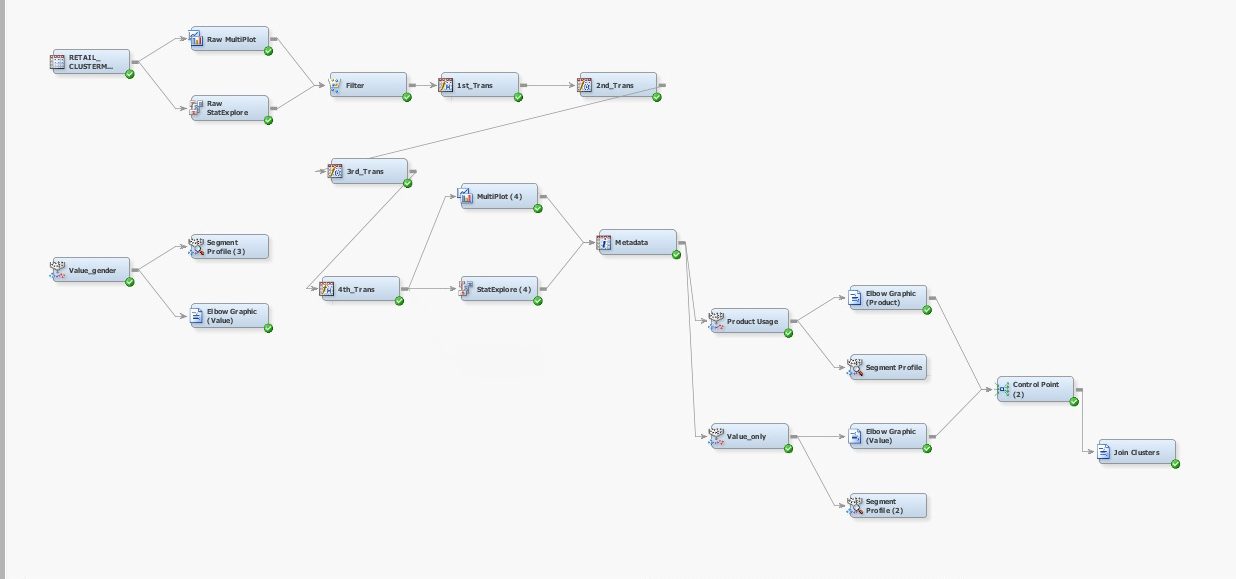 Raw MultiPlot
RETAIL_
CLUSTERM...
Raw
StatExplore
Filter
1st_Trans
2nd_Trans
3rd_Trans
MultiPlot (4)
Metadata
4th_Trans
StatExplore (4)
Value_gender
Segment
Profile (3)
Elbow Graphic
(Value)
Product Usage
Elbow Graphic
(Product)
Segment Profile
Value_only
Elbow Graphic
(Value)
Segment
Profile (2)
Control Point
(2)
Join Clusters